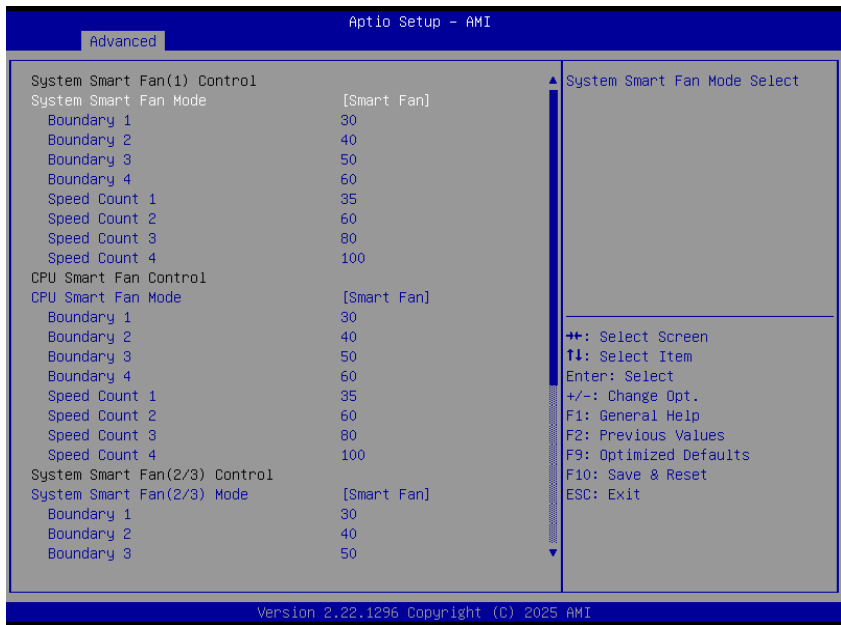 Aptio Setup – AMI
Advanced
System Smart Fan(1) Control
System Smart Fan Mode [Smart Fan]
Boundary 1 30
Boundary 2 40
Boundary 3 50
Boundary 4 60
Speed Count 1 35
Speed Count 2 60
Speed Count 3 80
Speed Count 4 100
CPU Smart Fan Control
CPU Smart Fan Mode [Smart Fan]
Boundary 1 30
Boundary 2 40
Boundary 3 50
Boundary 4 60
Speed Count 1 35
Speed Count 2 60
Speed Count 3 80
Speed Count 4 100
System Smart Fan(2/3) Control
System Smart Fan(2/3) Mode [Smart Fan]
Boundary 1 30
Boundary 2 40
Boundary 3 50
System Smart Fan Mode Select
→←: Select Screen
↑↓: Select Item
Enter: Select
+/-: Change Opt.
F1: General Help
F2: Previous Values
F9: Optimized Defaults
F10: Save & Reset
ESC: Exit
Version 2.22.1296 Copyright (C) 2025 AMI